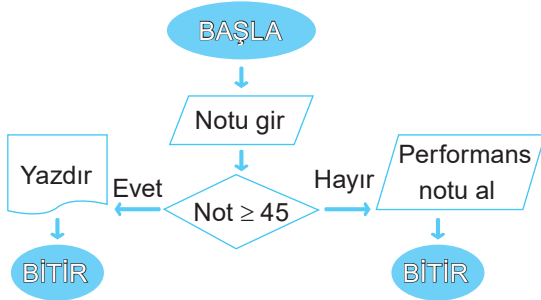 BAŞLA
Notu gir
Yazdır
Evet
Not ≥ 45
Hayır
Performans
notu al
BİTİR
BİTİR